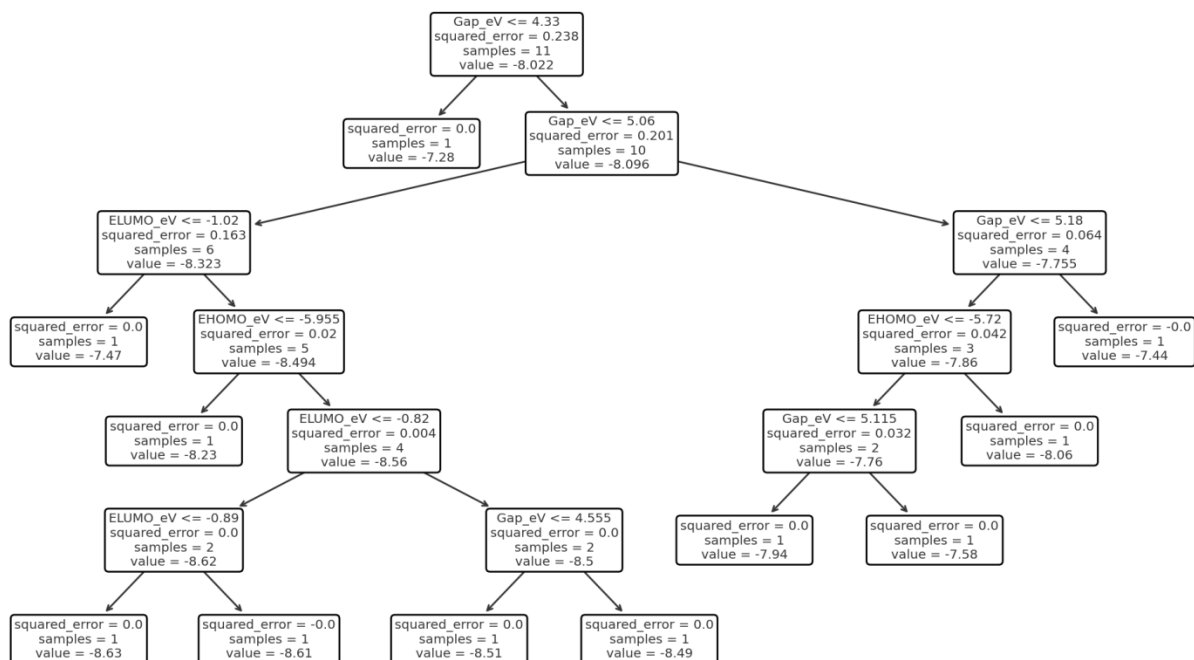 Gap_eV <= 4.33
squared_error = 0.238
samples = 11
value = -8.022
squared_error = 0.0
samples = 1
value = -7.28
Gap_eV <= 5.06
squared_error = 0.201
samples = 10
value = -8.096
ELUMO_eV <= -1.02
squared_error = 0.163
samples = 6
value = -8.323
Gap_eV <= 5.18
squared_error = 0.064
samples = 4
value = -7.755
squared_error = 0.0
samples = 1
value = -7.47
EHOMO_eV <= -5.955
squared_error = 0.02
samples = 5
value = -8.494
EHOMO_eV <= -5.72
squared_error = 0.042
samples = 3
value = -7.86
squared_error = -0.0
samples = 1
value = -7.44
squared_error = 0.0
samples = 1
value = -8.23
ELUMO_eV <= -0.82
squared_error = 0.004
samples = 4
value = -8.56
Gap_eV <= 5.115
squared_error = 0.032
samples = 2
value = -7.76
squared_error = 0.0
samples = 1
value = -8.06
ELUMO_eV <= -0.89
squared_error = 0.0
samples = 2
value = -8.62
Gap_eV <= 4.555
squared_error = 0.0
samples = 2
value = -8.5
squared_error = 0.0
samples = 1
value = -7.94
squared_error = 0.0
samples = 1
value = -7.58
squared_error = 0.0
samples = 1
value = -8.63
squared_error = -0.0
samples = 1
value = -8.61
squared_error = 0.0
samples = 1
value = -8.51
squared_error = 0.0
samples = 1
value = -8.49